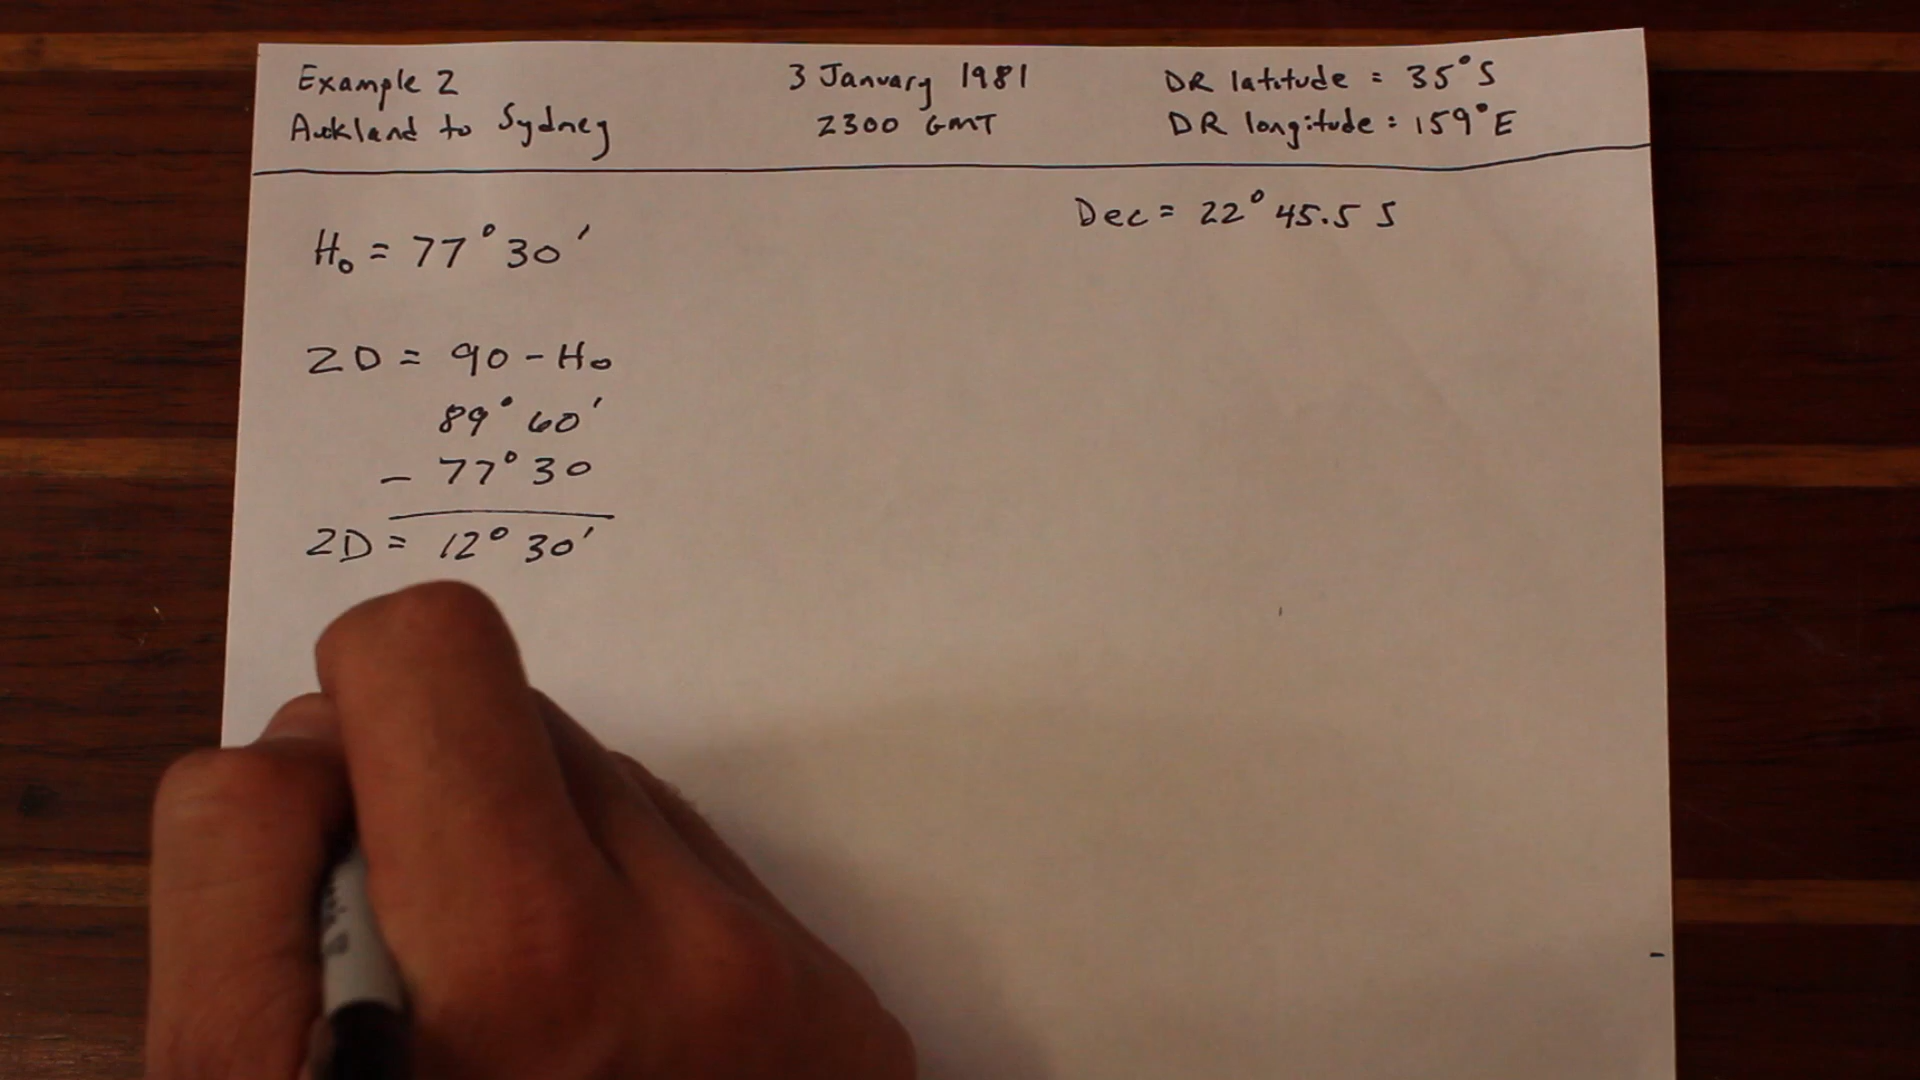 Example 2
Auckland to Sydney
3 January 1981
2300 GMT
DR latitude = 35° S
DR longitude = 159° E
Dec = 22° 45.5 S
Ho = 77° 30'
ZD = 90 - Ho
89° 60'
- 77° 30
ZD = 12° 30'